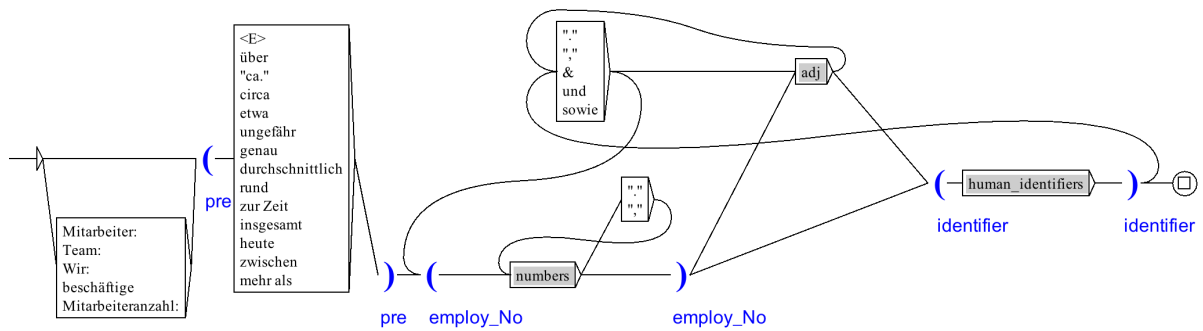 Mitarbeiter:
Team:
Wir:
beschäftige
Mitarbeiteranzahl:
(
pre
<E>
über
"ca."
circa
etwa
ungefähr
genau
durchschnittlich
rund
zur Zeit
insgesamt
heute
zwischen
mehr als
)
pre
(
employ_No
numbers
"."
","
)
employ_No
"."
","
&
und
sowie
adj
(
identifier
human_identifiers
)
identifier